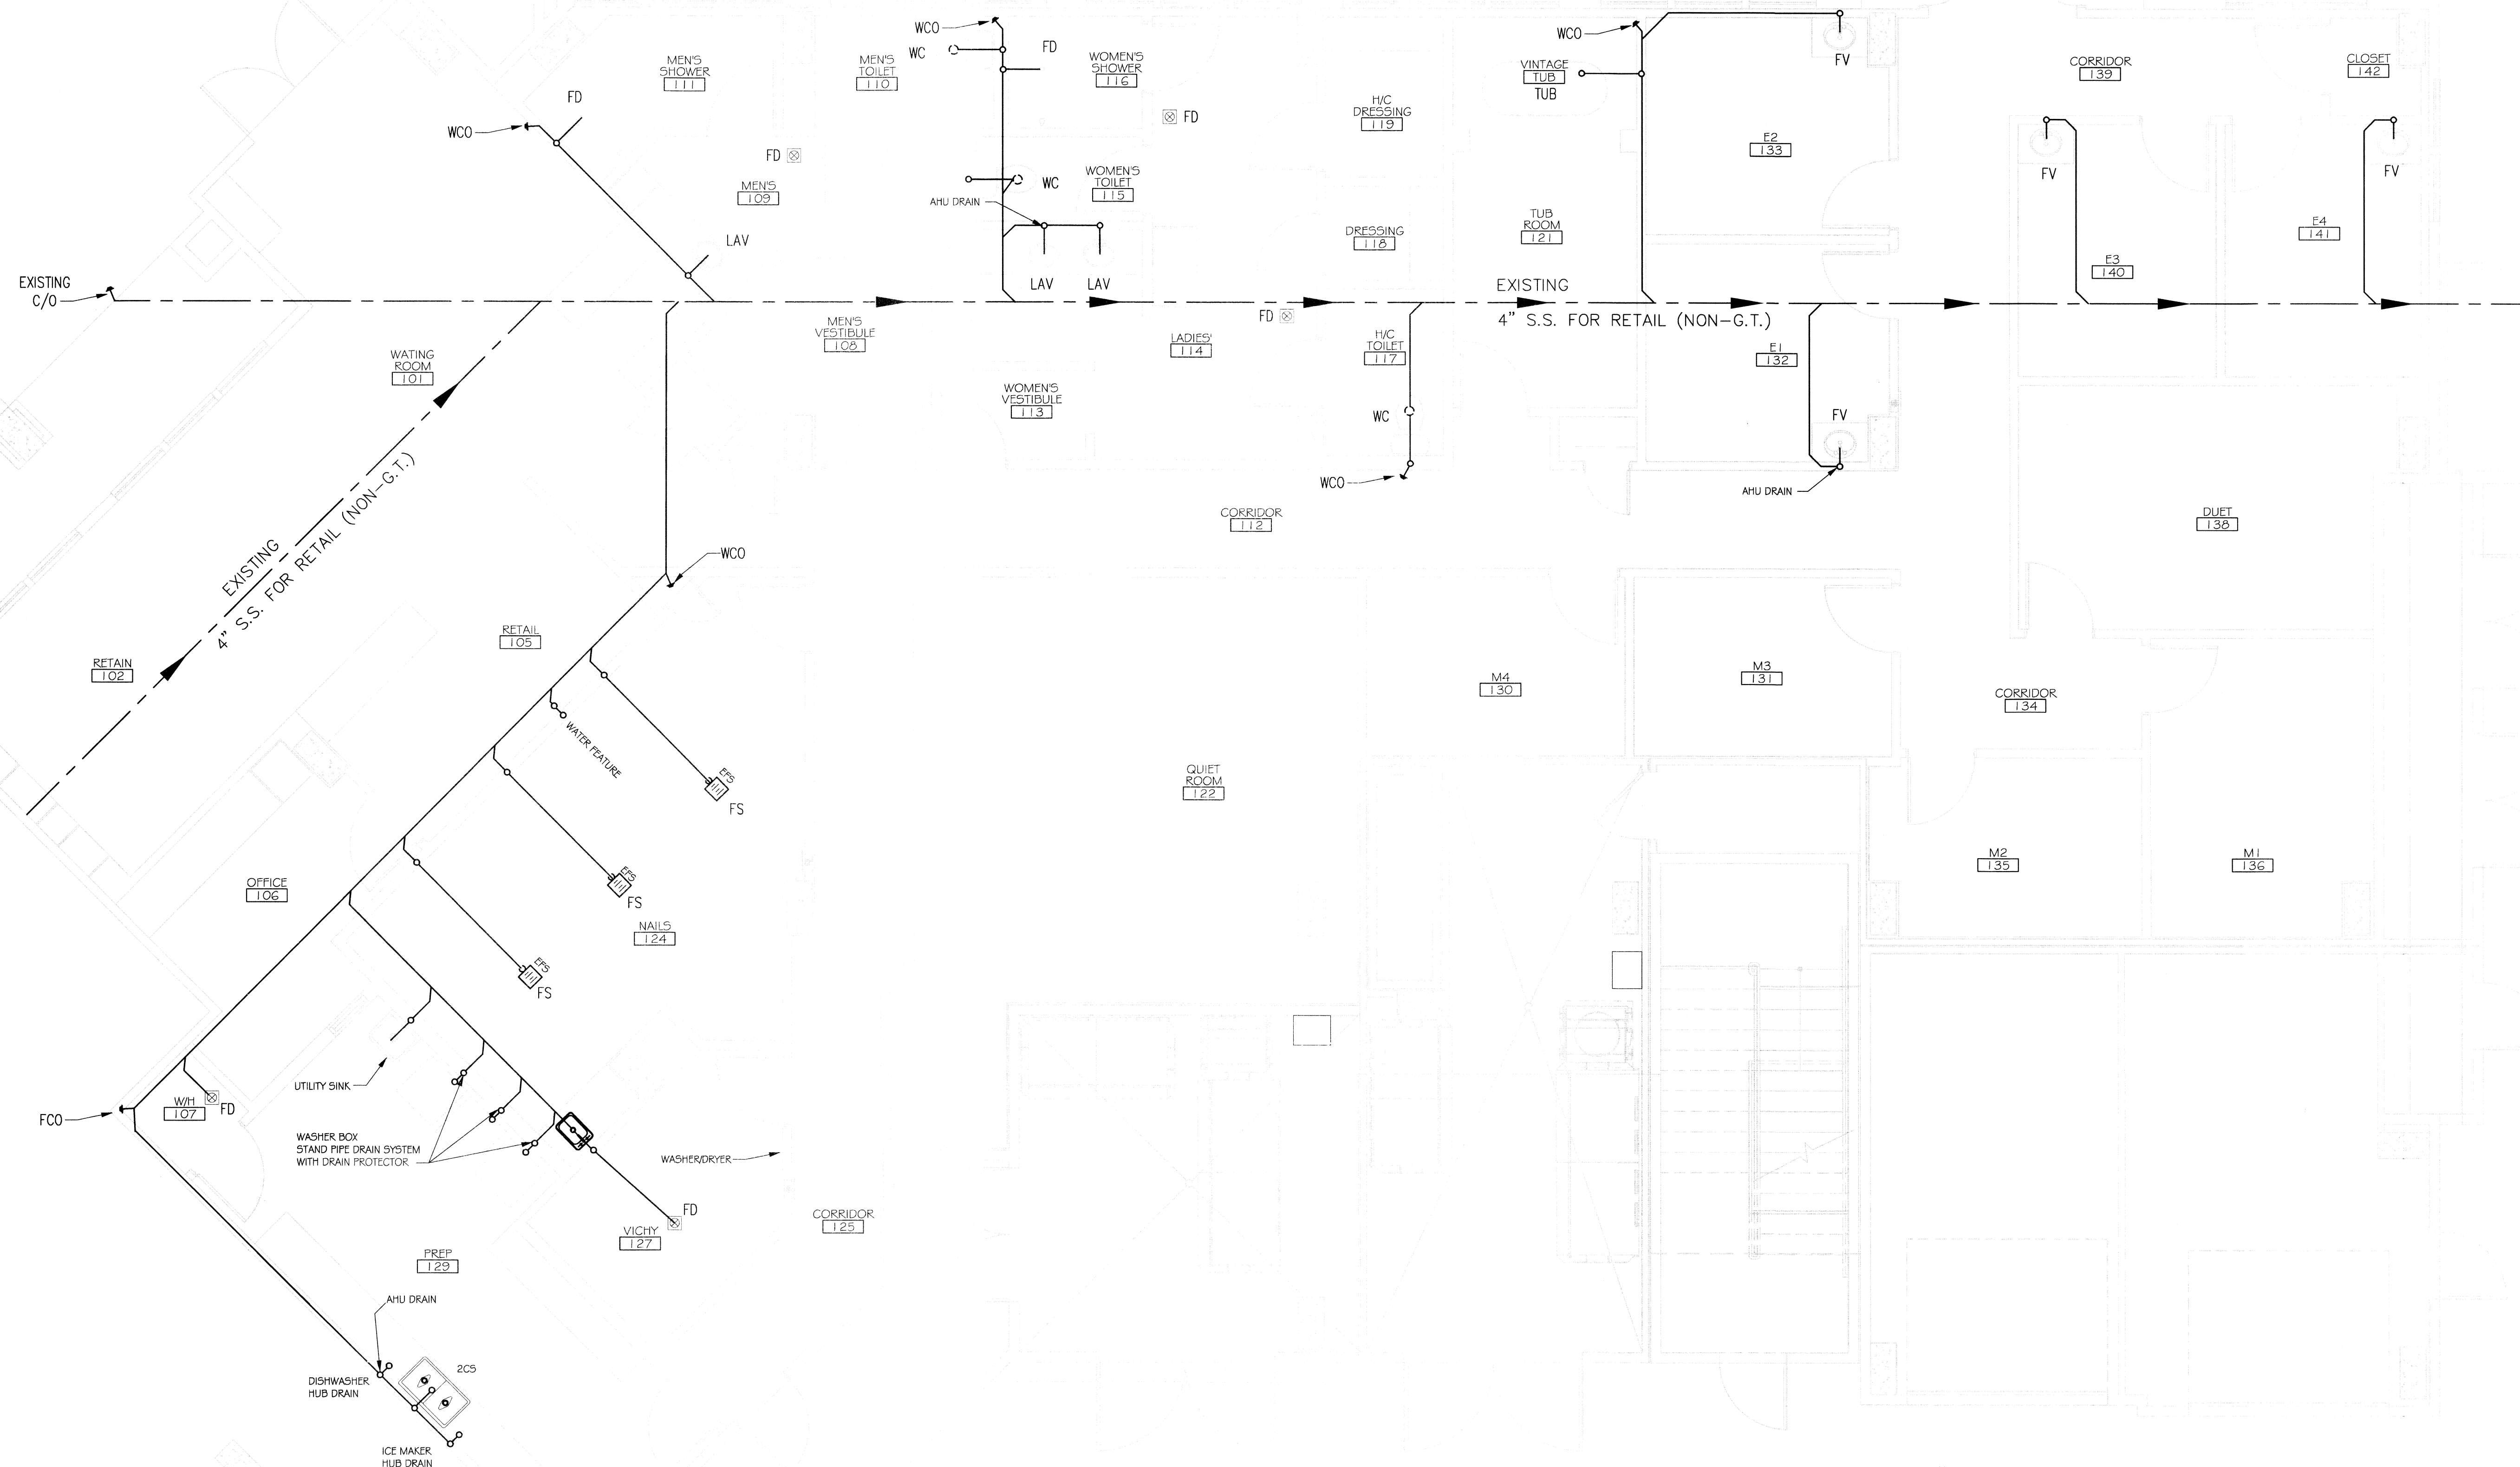 WCO
WC
FD
MEN'S
SHOWER
111
MEN'S
TOILET
110
WOMEN'S
SHOWER
116
WCO
VINTAGE
TUB
TUB
FV
CORRIDOR
139
CLOSET
142
FD
WCO
FD
H/C
DRESSING
119
FD
E2
133
MEN'S
109
WC
WOMEN'S
TOILET
115
AHU DRAIN
FV
FV
LAV
DRESSING
118
TUB
ROOM
121
E4
141
E3
140
EXISTING
C/O
LAV
LAV
EXISTING
4" S.S. FOR RETAIL (NON-G.T.)
FD
MEN'S
VESTIBULE
108
LADIES'
114
H/C
TOILET
117
E1
132
WATING
ROOM
101
WOMEN'S
VESTIBULE
113
WC
FV
WCO
AHU DRAIN
CORRIDOR
112
DUET
138
EXISTING
4" S.S. FOR RETAIL (NON-G.T.)
WCO
RETAIL
105
RETAIN
102
M4
130
M3
131
CORRIDOR
134
WATER FEATURE
EFS
FS
QUIET
ROOM
122
EFS
FS
OFFICE
106
M2
135
M1
136
NAILS
124
EFS
FS
UTILITY SINK
W/H
107
FD
FCO
WASHER BOX
STAND PIPE DRAIN SYSTEM
WITH DRAIN PROTECTOR
WASHER/DRYER
FD
VICHY
127
CORRIDOR
125
PREP
129
AHU DRAIN
2CS
DISHWASHER
HUB DRAIN
ICE MAKER
HUB DRAIN